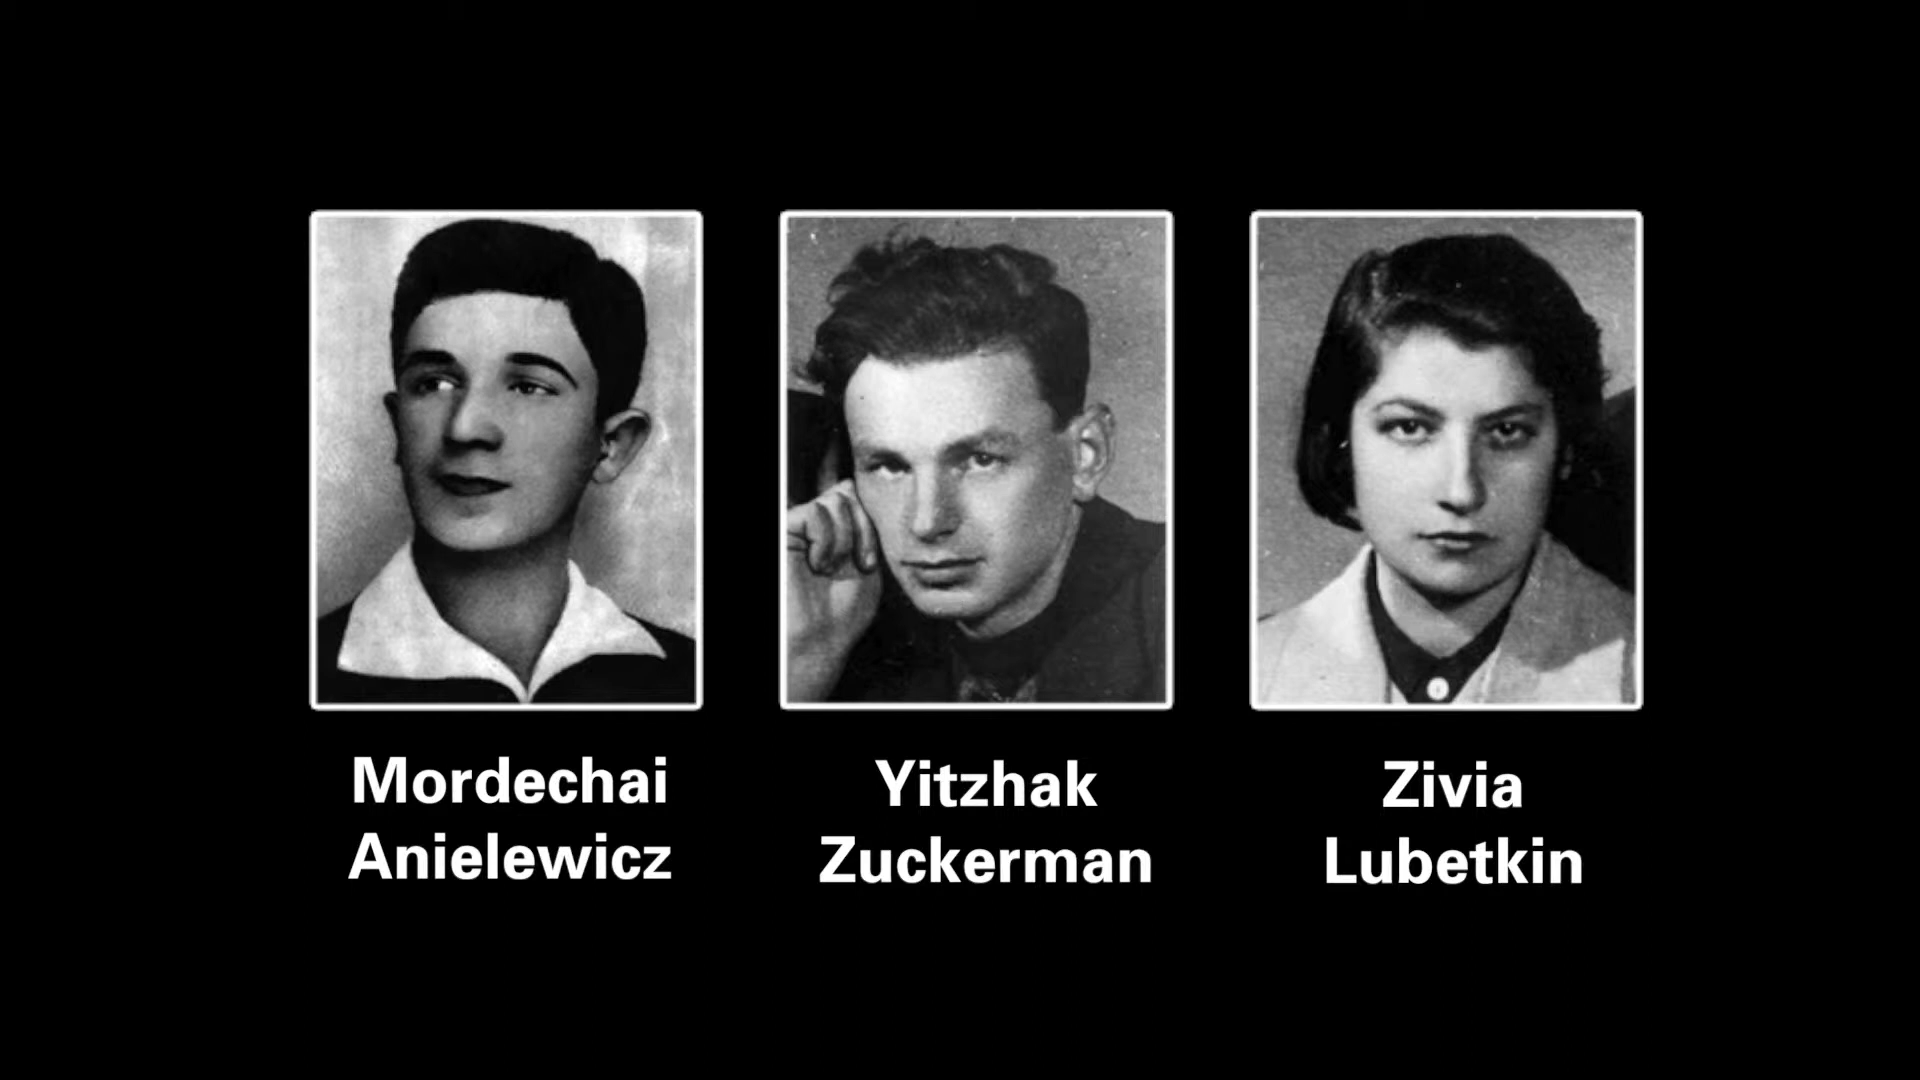 Mordechai
Anielewicz
Yitzhak
Zuckerman
Zivia
Lubetkin